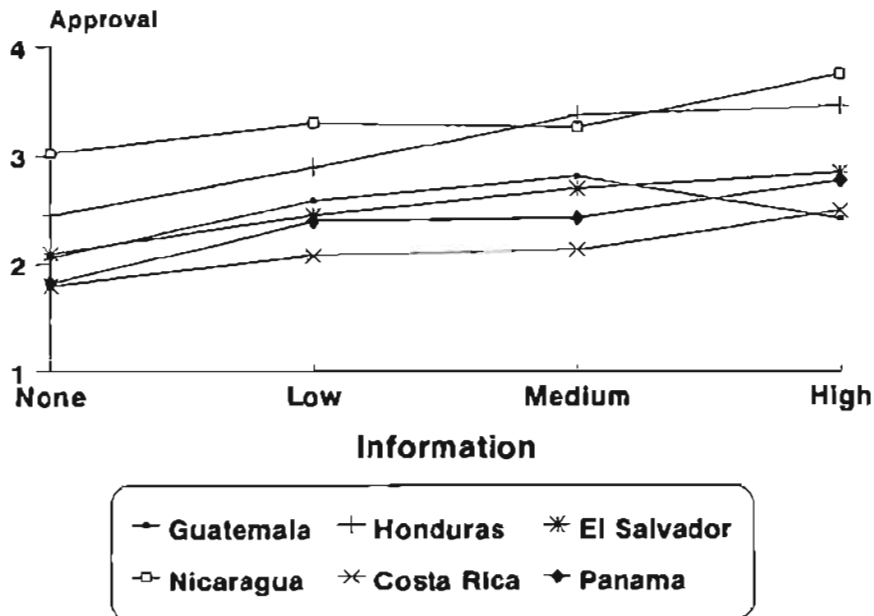 Approval
4
3
2
1
None Low Medium High
Information
Guatemala Honduras El Salvador
Nicaragua Costa Rica Panama